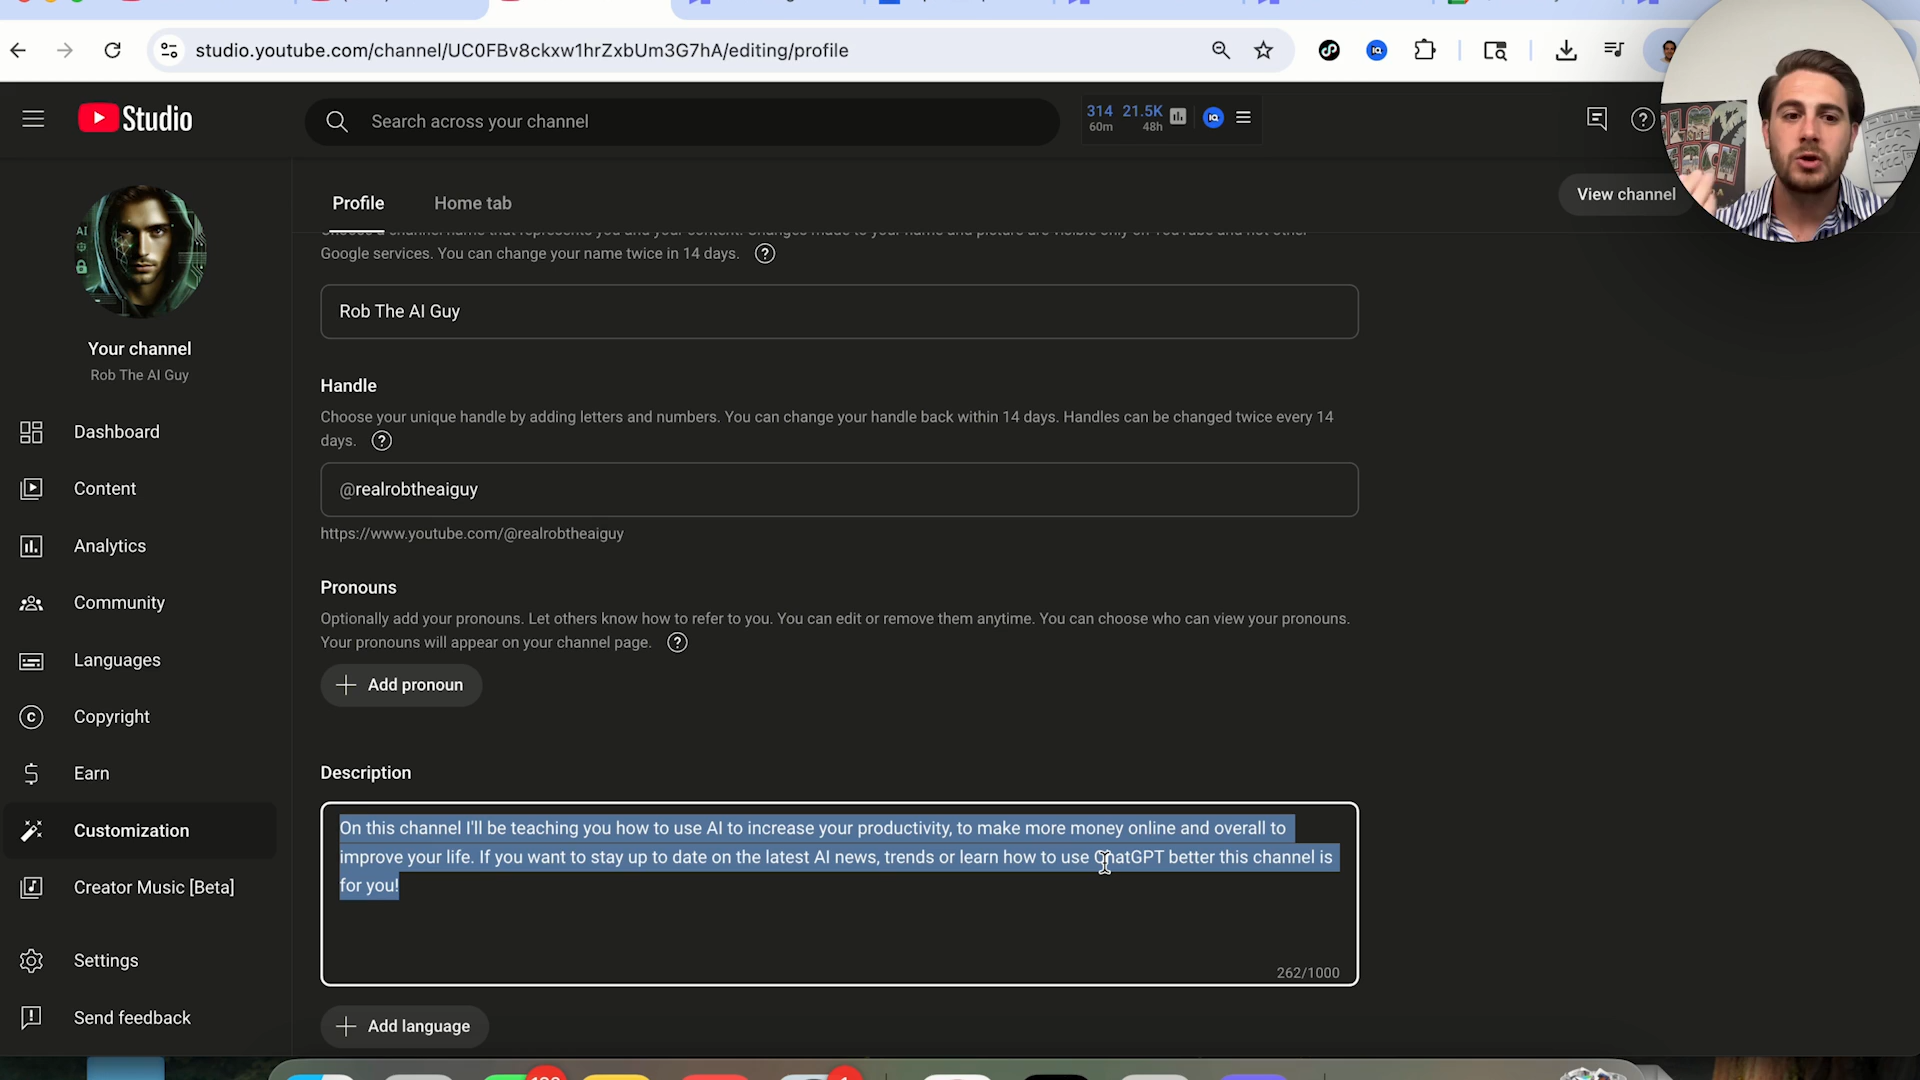 studio.youtube.com/channel/UC0FBv8ckxw1hrZxbUm3G7hA/editing/profile
Studio
Search across your channel
314 21.5K
60m 48h
Profile
Home tab
View channel
Google services. You can change your name twice in 14 days.
Rob The AI Guy
Your channel
Rob The AI Guy
Handle
Choose your unique handle by adding letters and numbers. You can change your handle back within 14 days. Handles can be changed twice every 14
days.
@realrobtheaiguy
https://www.youtube.com/@realrobtheaiguy
Pronouns
Optionally add your pronouns. Let others know how to refer to you. You can edit or remove them anytime. You can choose who can view your pronouns.
Your pronouns will appear on your channel page.
Add pronoun
Description
On this channel I'll be teaching you how to use AI to increase your productivity, to make more money online and overall to
improve your life. If you want to stay up to date on the latest AI news, trends or learn how to use ChatGPT better this channel is
for you!
262/1000
Add language
Dashboard
Content
Analytics
Community
Languages
Copyright
Earn
Customization
Creator Music [Beta]
Settings
Send feedback